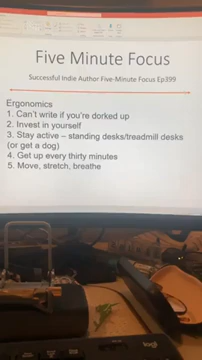 Five Minute Focus
Successful Indie Author Five-Minute Focus Ep399
Ergonomics
1. Can't write if you're dorked up
2. Invest in yourself
3. Stay active – standing desks/treadmill desks
(or get a dog)
4. Get up every thirty minutes
5. Move, stretch, breathe
logi